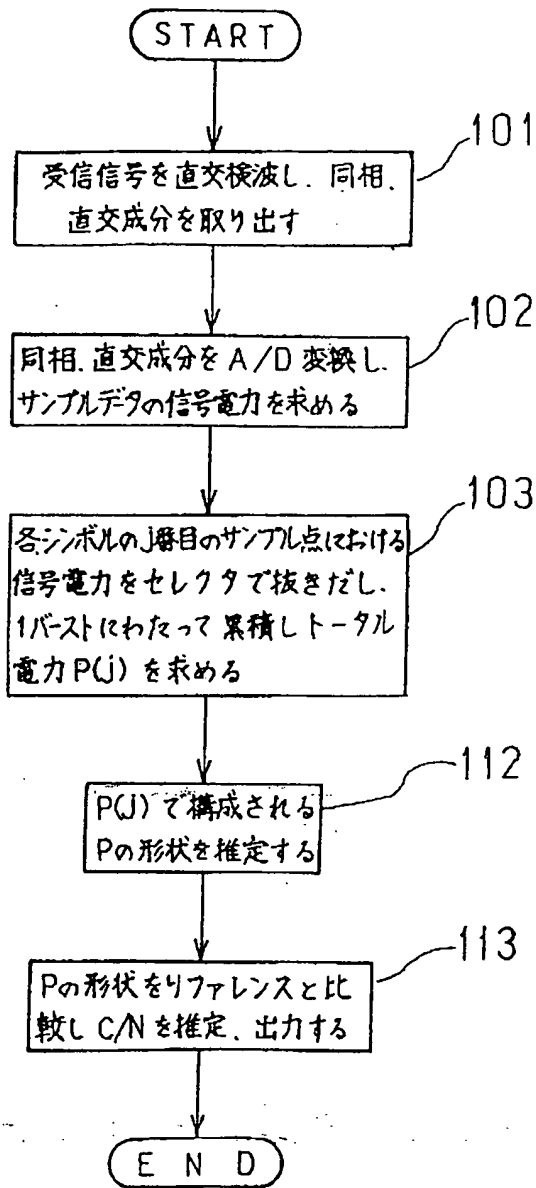 START
101
受信信号を直交検波し、同相、
直交成分を取り出す
102
同相、直交成分をA/D変換し、
サンプルデータの信号電力を求める
103
各シンボルのj番目のサンプル点における
信号電力をセレクタで抜きだし、
1バーストにわたって累積しトータル
電力P(j)を求める
112
P(j)で構成される
Pの形状を推定する
113
Pの形状をリファレンスと比
較しC/Nを推定、出力する
END